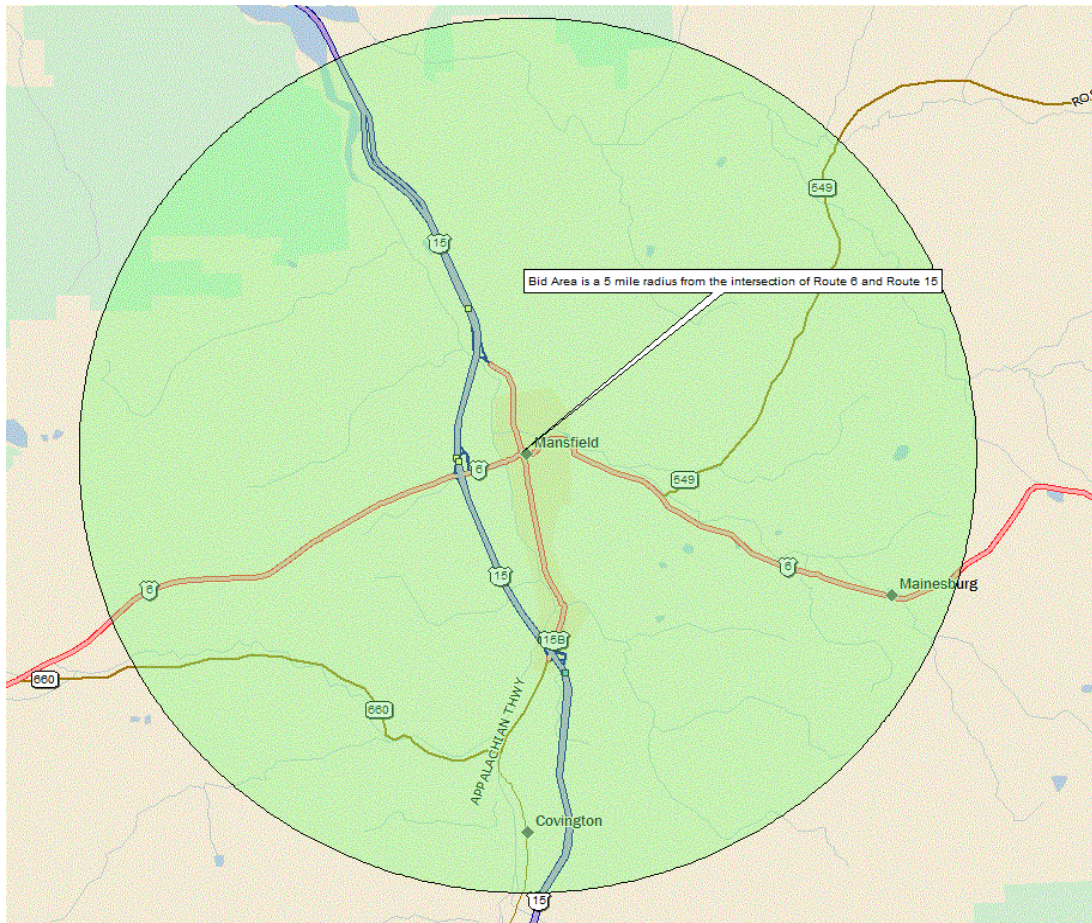 ROS
549
15
Bid Area is a 5 mile radius from the intersection of Route 6 and Route 15
Mansfield
6
549
15
6
6
Mainesburg
15B
660
660
APPALACHIAN THWY
Covington
15